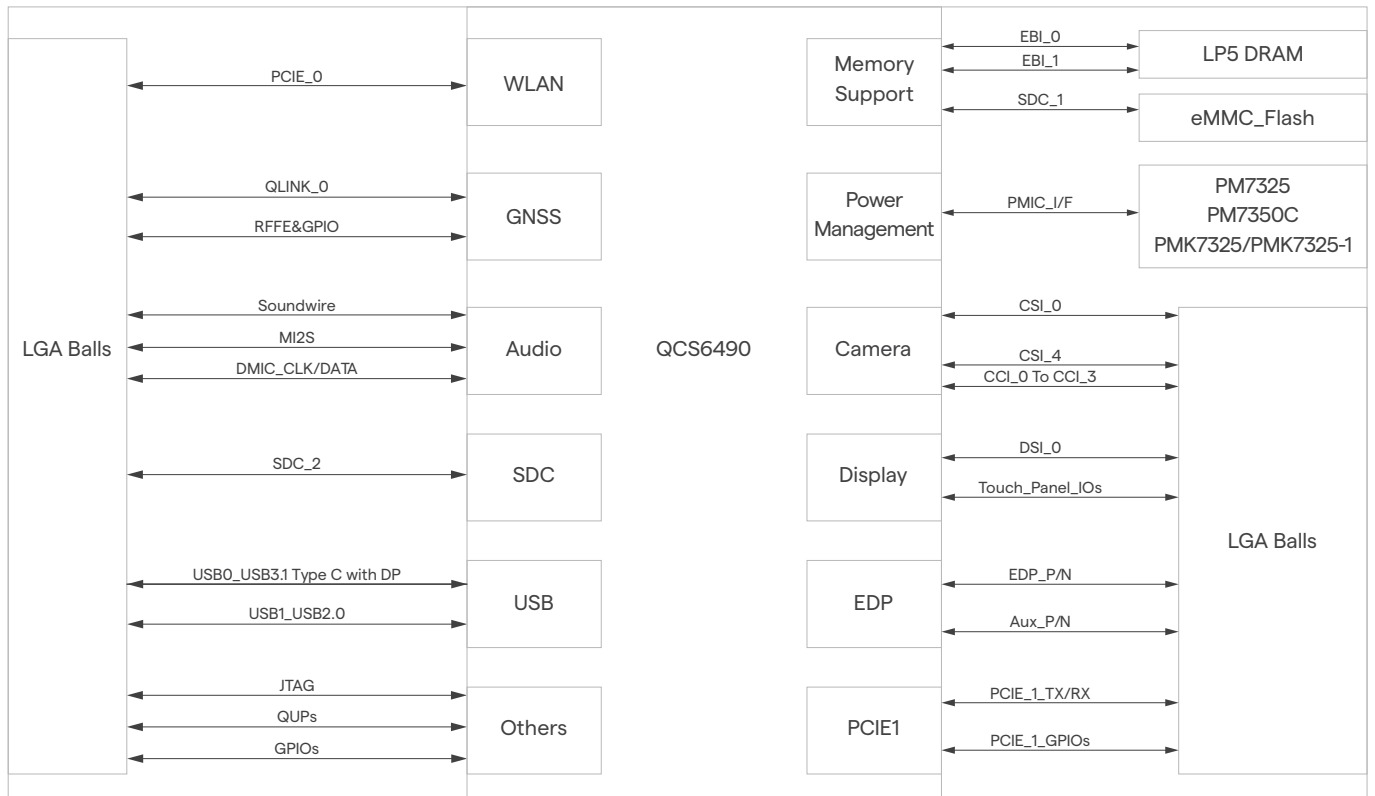 LGA Balls
PCIE_0
WLAN
QLINK_0
RFFE&GPIO
GNSS
Soundwire
MI2S
DMIC_CLK/DATA
Audio
SDC_2
SDC
USB0_USB3.1 Type C with DP
USB1_USB2.0
USB
JTAG
QUPs
GPIOs
Others
QCS6490
Memory
Support
EBI_0
EBI_1
LP5 DRAM
SDC_1
eMMC_Flash
Power
Management
PMIC_I/F
PM7325
PM7350C
PMK7325/PMK7325-1
Camera
CSI_0
CSI_4
CCI_0 To CCI_3
Display
DSI_0
Touch_Panel_IOs
EDP
EDP_P/N
Aux_P/N
PCIE1
PCIE_1_TX/RX
PCIE_1_GPIOs
LGA Balls